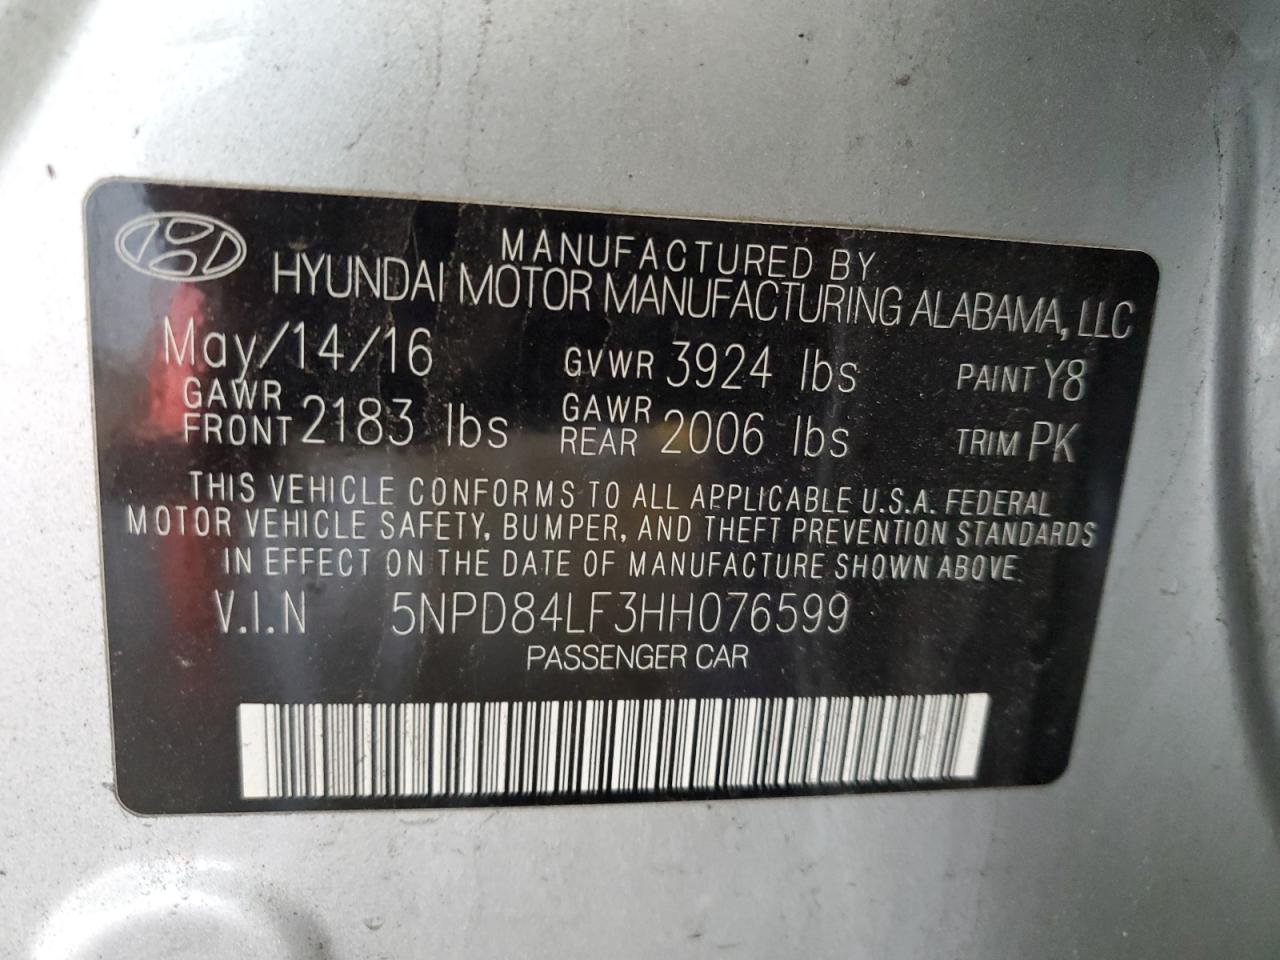 MANUFACTURED BY
HYUNDAI MOTOR MANUFACTURING ALABAMA, LLC
May/14/16 GVWR 3924 lbs PAINT Y8
GAWR FRONT 2183 lbs GAWR REAR 2006 lbs TRIM PK
THIS VEHICLE CONFORMS TO ALL APPLICABLE U.S.A. FEDERAL
MOTOR VEHICLE SAFETY, BUMPER, AND THEFT PREVENTION STANDARDS
IN EFFECT ON THE DATE OF MANUFACTURE SHOWN ABOVE.
V.I.N 5NPD84LF3HH076599
PASSENGER CAR